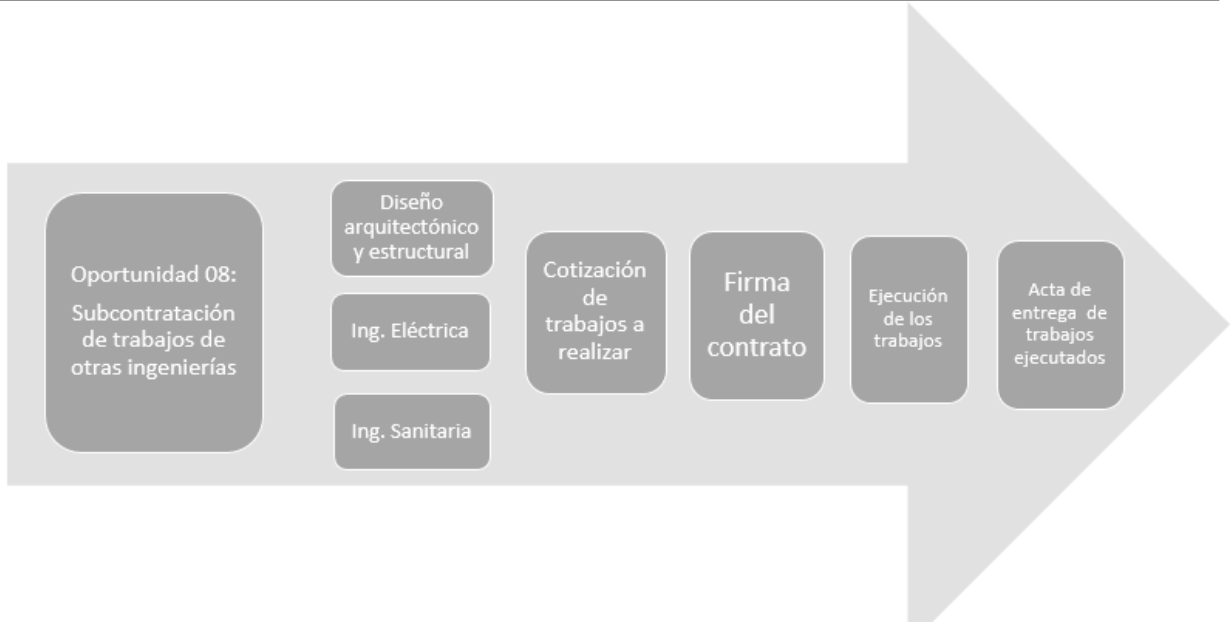 Oportunidad 08:
Subcontratación
de trabajos de
otras ingenierías
Diseño
arquitectónico
y estructural
Ing. Eléctrica
Ing. Sanitaria
Cotización
de
trabajos a
realizar
Firma
del
contrato
Ejecución
de los
trabajos
Acta de
entrega de
trabajos
ejecutados